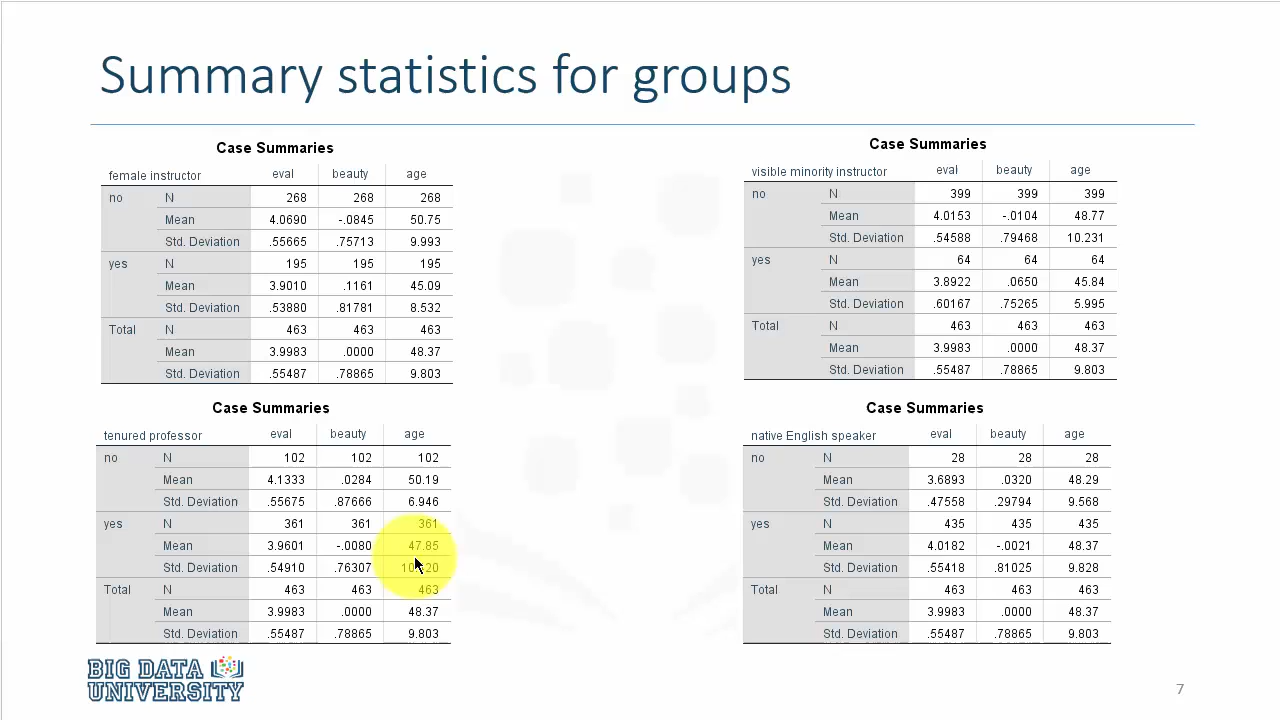 Summary statistics for groups
Case Summaries
female instructor eval beauty age
no N 268 268 268
Mean 4.0690 -.0845 50.75
Std. Deviation .55665 .75713 9.993
yes N 195 195 195
Mean 3.9010 .1161 45.09
Std. Deviation .53880 .81781 8.532
Total N 463 463 463
Mean 3.9983 .0000 48.37
Std. Deviation .55487 .78865 9.803
Case Summaries
visible minority instructor eval beauty age
no N 399 399 399
Mean 4.0153 -.0104 48.77
Std. Deviation .54588 .79468 10.231
yes N 64 64 64
Mean 3.8922 .0650 45.84
Std. Deviation .60167 .75265 5.995
Total N 463 463 463
Mean 3.9983 .0000 48.37
Std. Deviation .55487 .78865 9.803
Case Summaries
tenured professor eval beauty age
no N 102 102 102
Mean 4.1333 .0284 50.19
Std. Deviation .55675 .87666 6.946
yes N 361 361 361
Mean 3.9601 -.0080 47.85
Std. Deviation .54910 .76307
Total N 463 463 463
Mean 3.9983 .0000 48.37
Std. Deviation .55487 .78865 9.803
Case Summaries
native English speaker eval beauty age
no N 28 28 28
Mean 3.6893 .0320 48.29
Std. Deviation .47558 .29794 9.568
yes N 435 435 435
Mean 4.0182 -.0021 48.37
Std. Deviation .55418 .81025 9.828
Total N 463 463 463
Mean 3.9983 .0000 48.37
Std. Deviation .55487 .78865 9.803
BIG DATA
UNIVERSITY
7